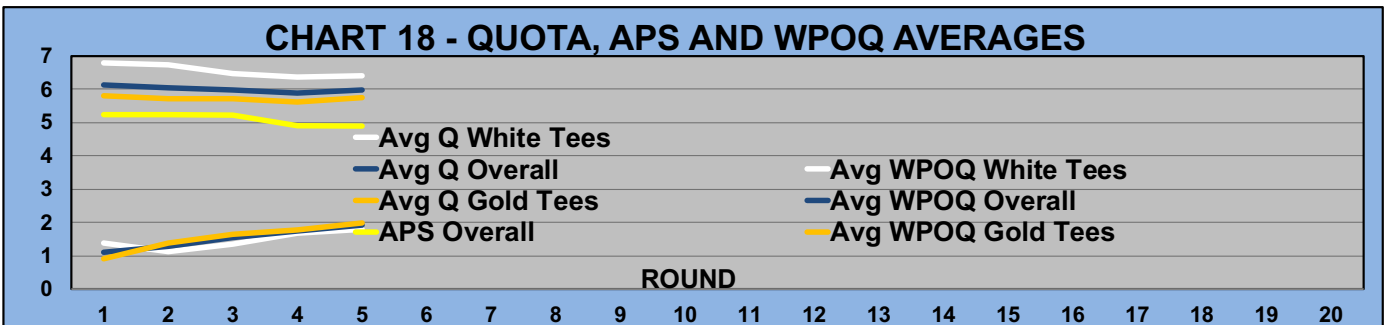 CHART 18 - QUOTA, APS AND WPOQ AVERAGES
7
6
5
4
3
2
1
0
Avg Q White Tees
Avg Q Overall
Avg WPOQ White Tees
Avg Q Gold Tees
Avg WPOQ Overall
APS Overall
Avg WPOQ Gold Tees
ROUND
1 2 3 4 5 6 7 8 9 10 11 12 13 14 15 16 17 18 19 20